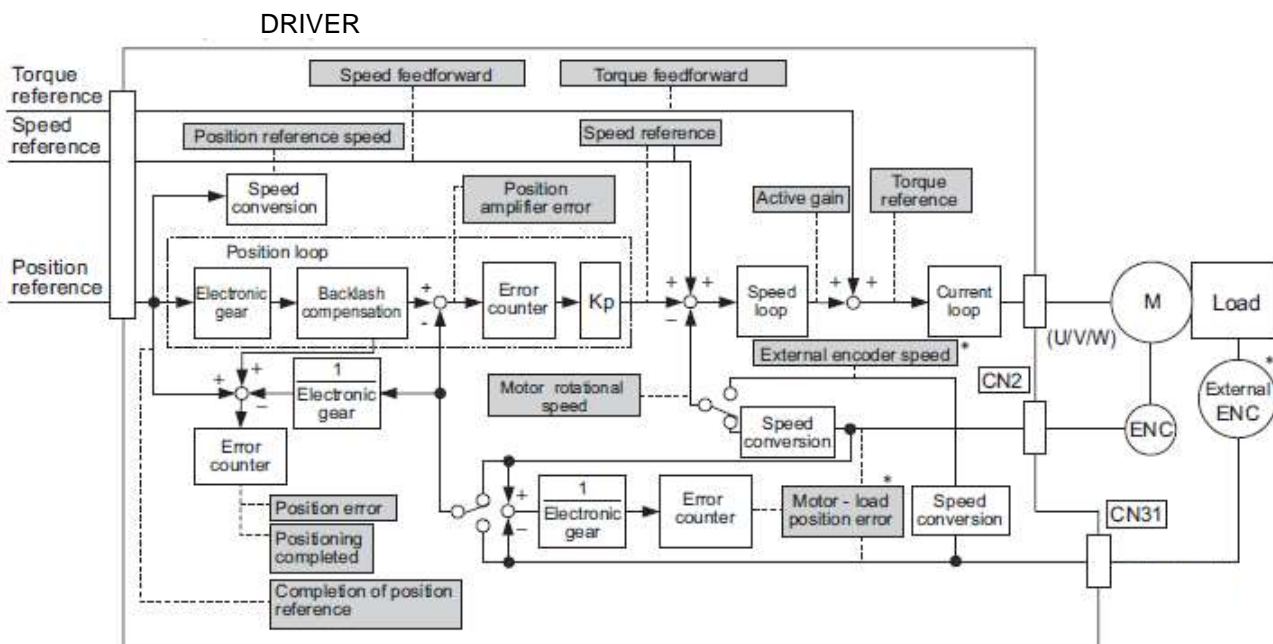 DRIVER
Torque
reference
Speed
reference
Position
reference
Speed feedforward
Torque feedforward
Position reference speed
Speed reference
Speed
conversion
Position
amplifier error
Active gain
Torque
reference
Position loop
Electronic
gear
Backlash
compensation
+
-
Error
counter
Kp
+
+
−
Speed
loop
+
+
Current
loop
M
Load
(U/V/W)
External encoder speed *
CN2
*
External
ENC
ENC
+
+
−
1
Electronic
gear
Motor rotational
speed
Speed
conversion
Error
counter
Position error
Positioning
completed
Completion of position
reference
+
−
1
Electronic
gear
Error
counter
*
Motor - load
position error
Speed
conversion
CN31